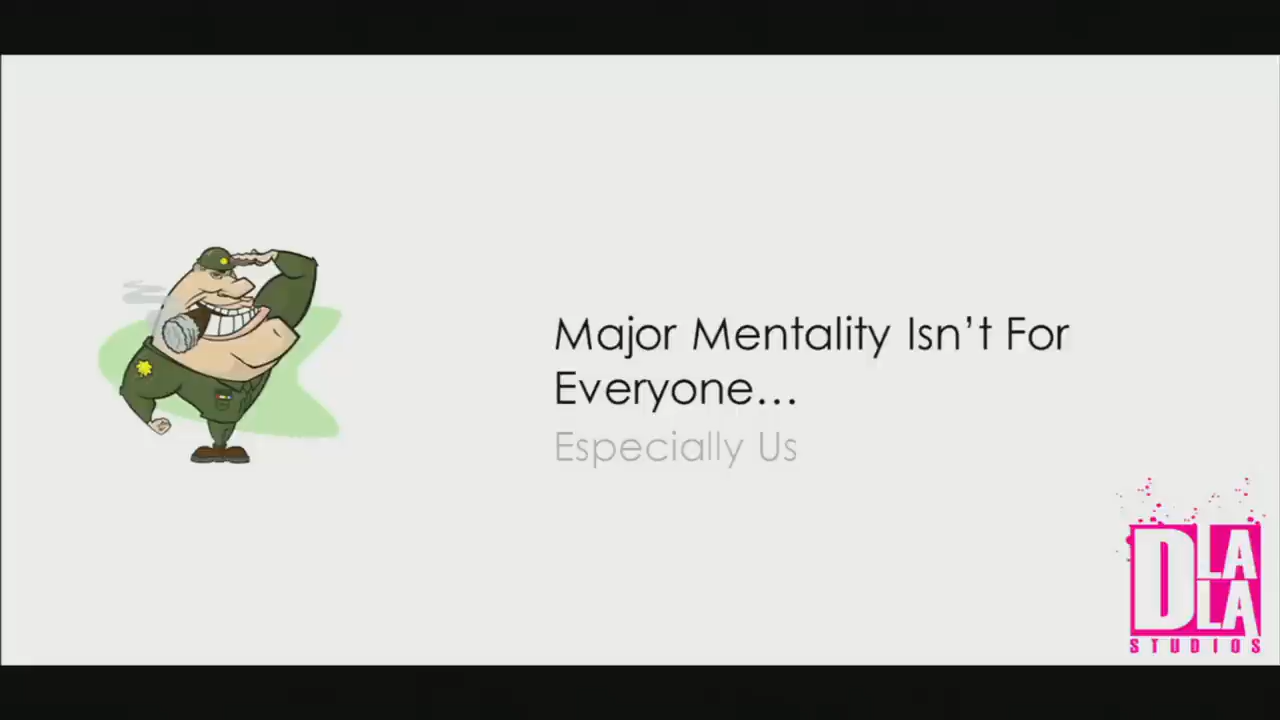 Major Mentality Isn’t For
Everyone…
Especially Us
DLALA
STUDIOS